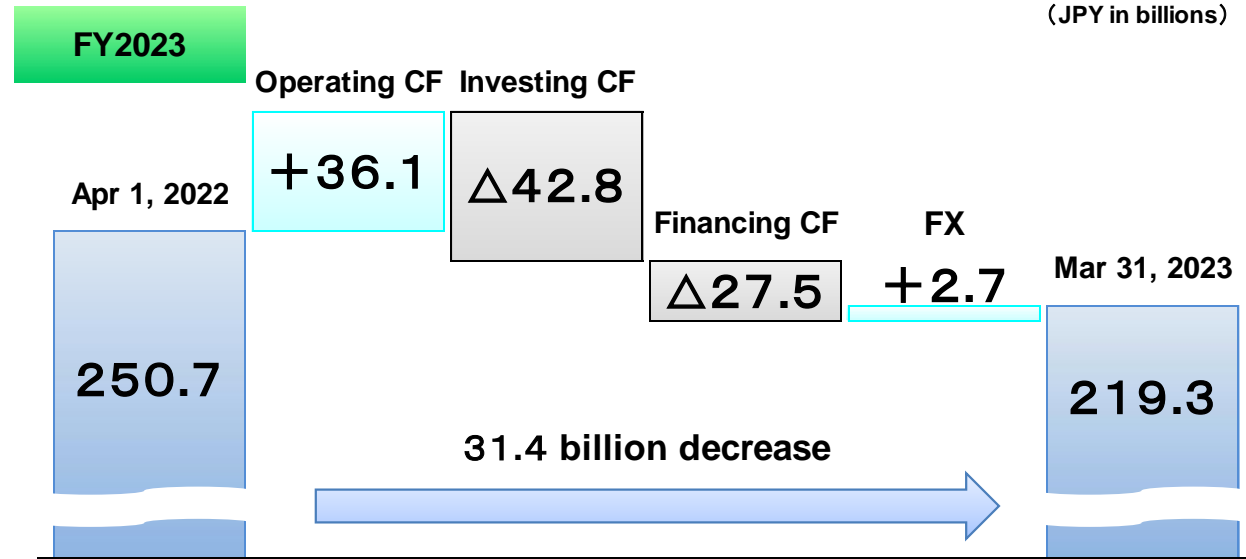 （JPY in billions）
FY2023
Operating CF
Investing CF
＋36.1
△42.8
Apr 1, 2022
Financing CF
FX
△27.5
＋2.7
Mar 31, 2023
250.7
219.3
31.4 billion decrease